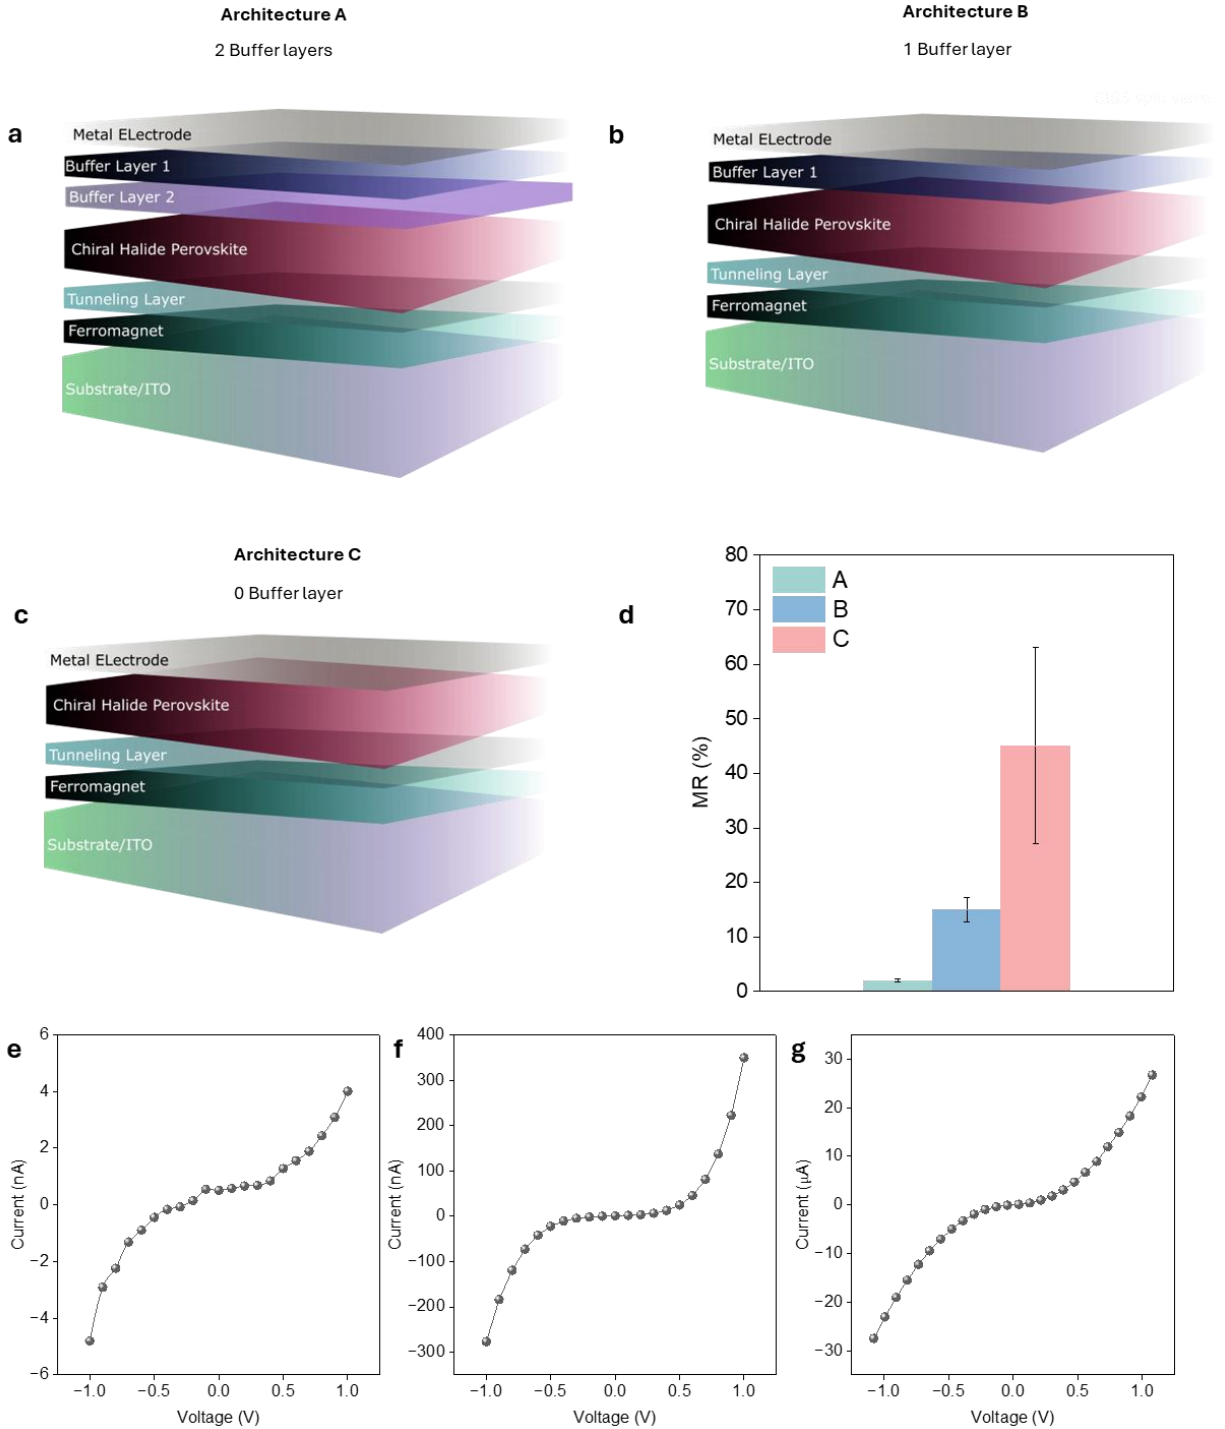 Architecture A
2 Buffer layers
Architecture B
1 Buffer layer
a
Metal ELectrode
Buffer Layer 1
Buffer Layer 2
Chiral Halide Perovskite
Tunneling Layer
Ferromagnet
Substrate/ITO
b
Metal ELectrode
Buffer Layer 1
Chiral Halide Perovskite
Tunneling Layer
Ferromagnet
Substrate/ITO
Architecture C
0 Buffer layer
c
Metal ELectrode
Chiral Halide Perovskite
Tunneling Layer
Ferromagnet
Substrate/ITO
d
MR (%)
80
70
60
50
40
30
20
10
0
A
B
C
e
Current (nA)
6
4
2
0
−2
−4
−6
−1.0 −0.5 0.0 0.5 1.0
Voltage (V)
f
Current (nA)
400
300
200
100
0
−100
−200
−300
−1.0 −0.5 0.0 0.5 1.0
Voltage (V)
g
Current (μA)
30
20
10
0
−10
−20
−30
−1.0 −0.5 0.0 0.5 1.0
Voltage (V)